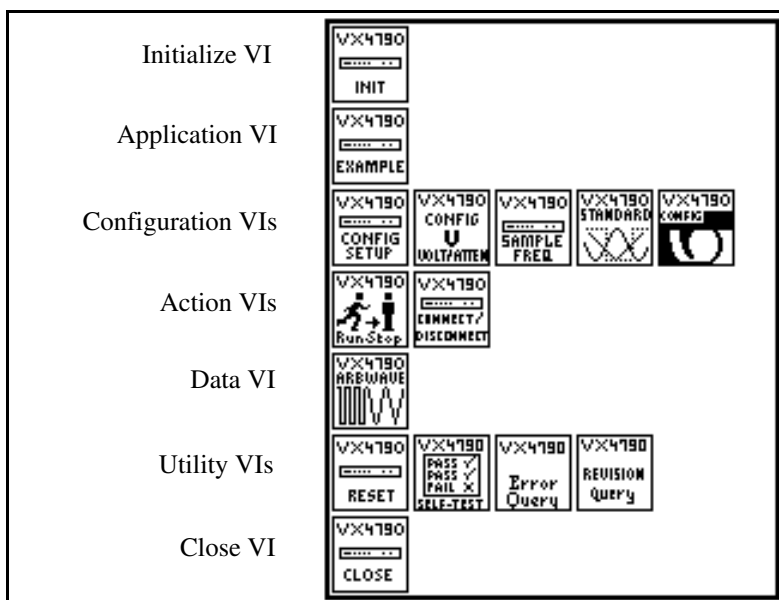 Initialize VI
VX4790
INIT
Application VI
VX4790
EXAMPLE
Configuration VIs
VX4790
CONFIG
SETUP
VX4790
CONFIG
V
VOLT/ATTEN
VX4790
SAMPLE
FREQ
VX4790
STANDARD
VX4790
CONFIG
Action VIs
VX4790
Run-Stop
VX4790
CONNECT/
DISCONNECT
Data VI
VX4790
ARBWAVE
Utility VIs
VX4790
RESET
VX4790
PASS ✓
PASS ✓
FAIL X
SELF-TEST
VX4790
Error
Query
VX4790
REVISION
Query
Close VI
VX4790
CLOSE